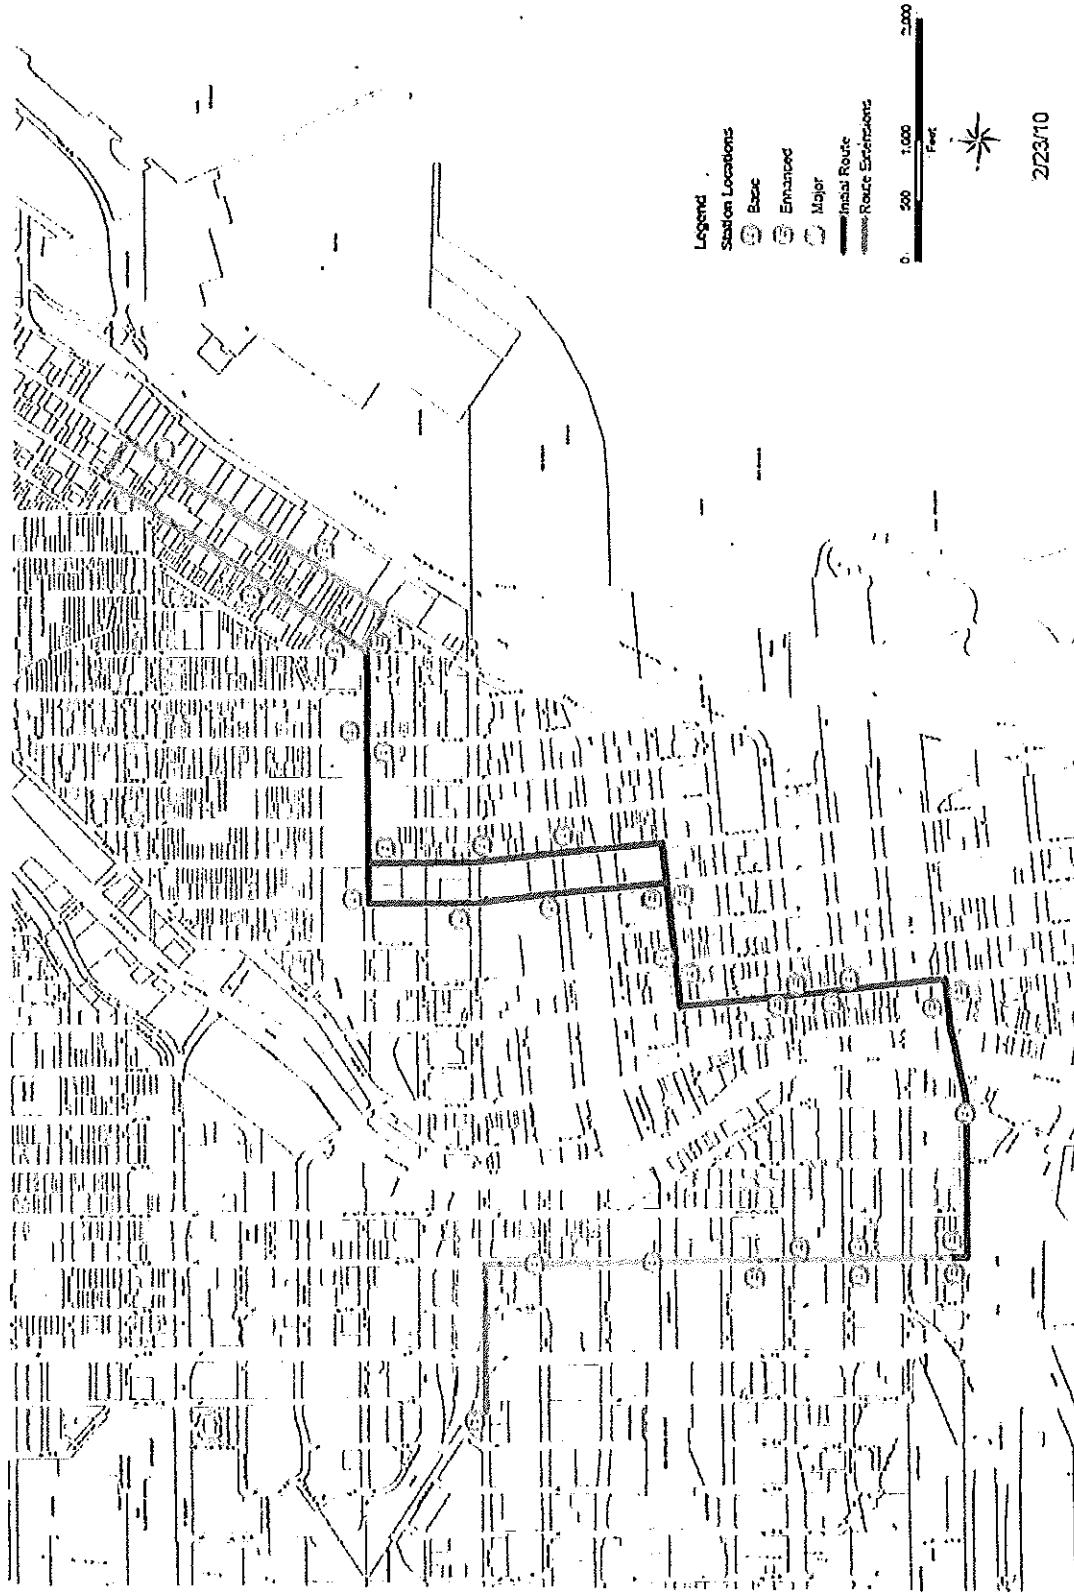 Legend
Station Locations
Base
Enhanced
Major
Initial Route
Route Extensions
0 500 1,000 2,000
Feet
2/23/10